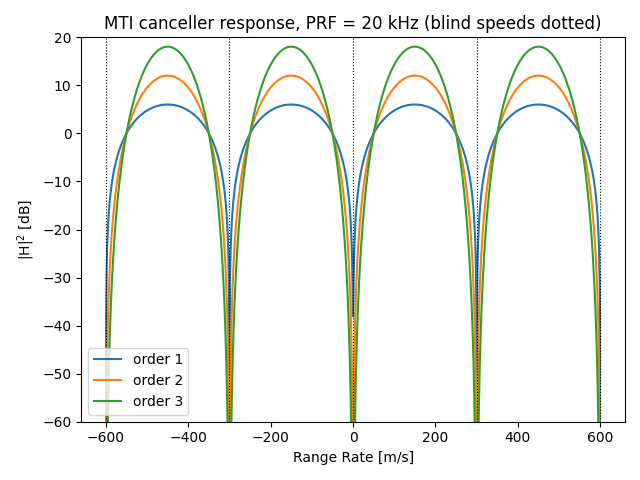 MTI canceller response, PRF = 20 kHz (blind speeds dotted)
|H|² [dB]
20
10
0
−10
−20
−30
−40
−50
−60
order 1
order 2
order 3
−600 −400 −200 0 200 400 600
Range Rate [m/s]